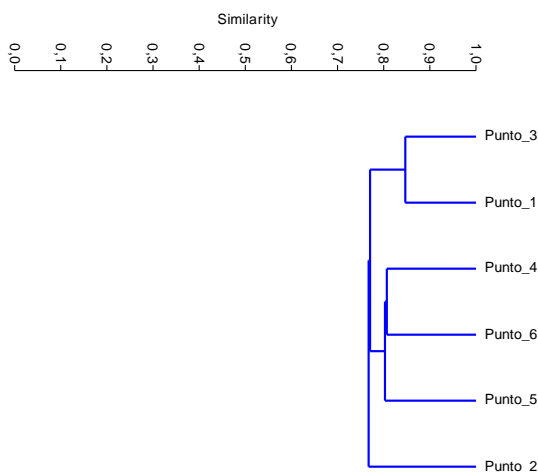 Similarity
0,0
0,1
0,2
0,3
0,4
0,5
0,6
0,7
0,8
0,9
1,0
Punto_3
Punto_1
Punto_4
Punto_6
Punto_5
Punto_2